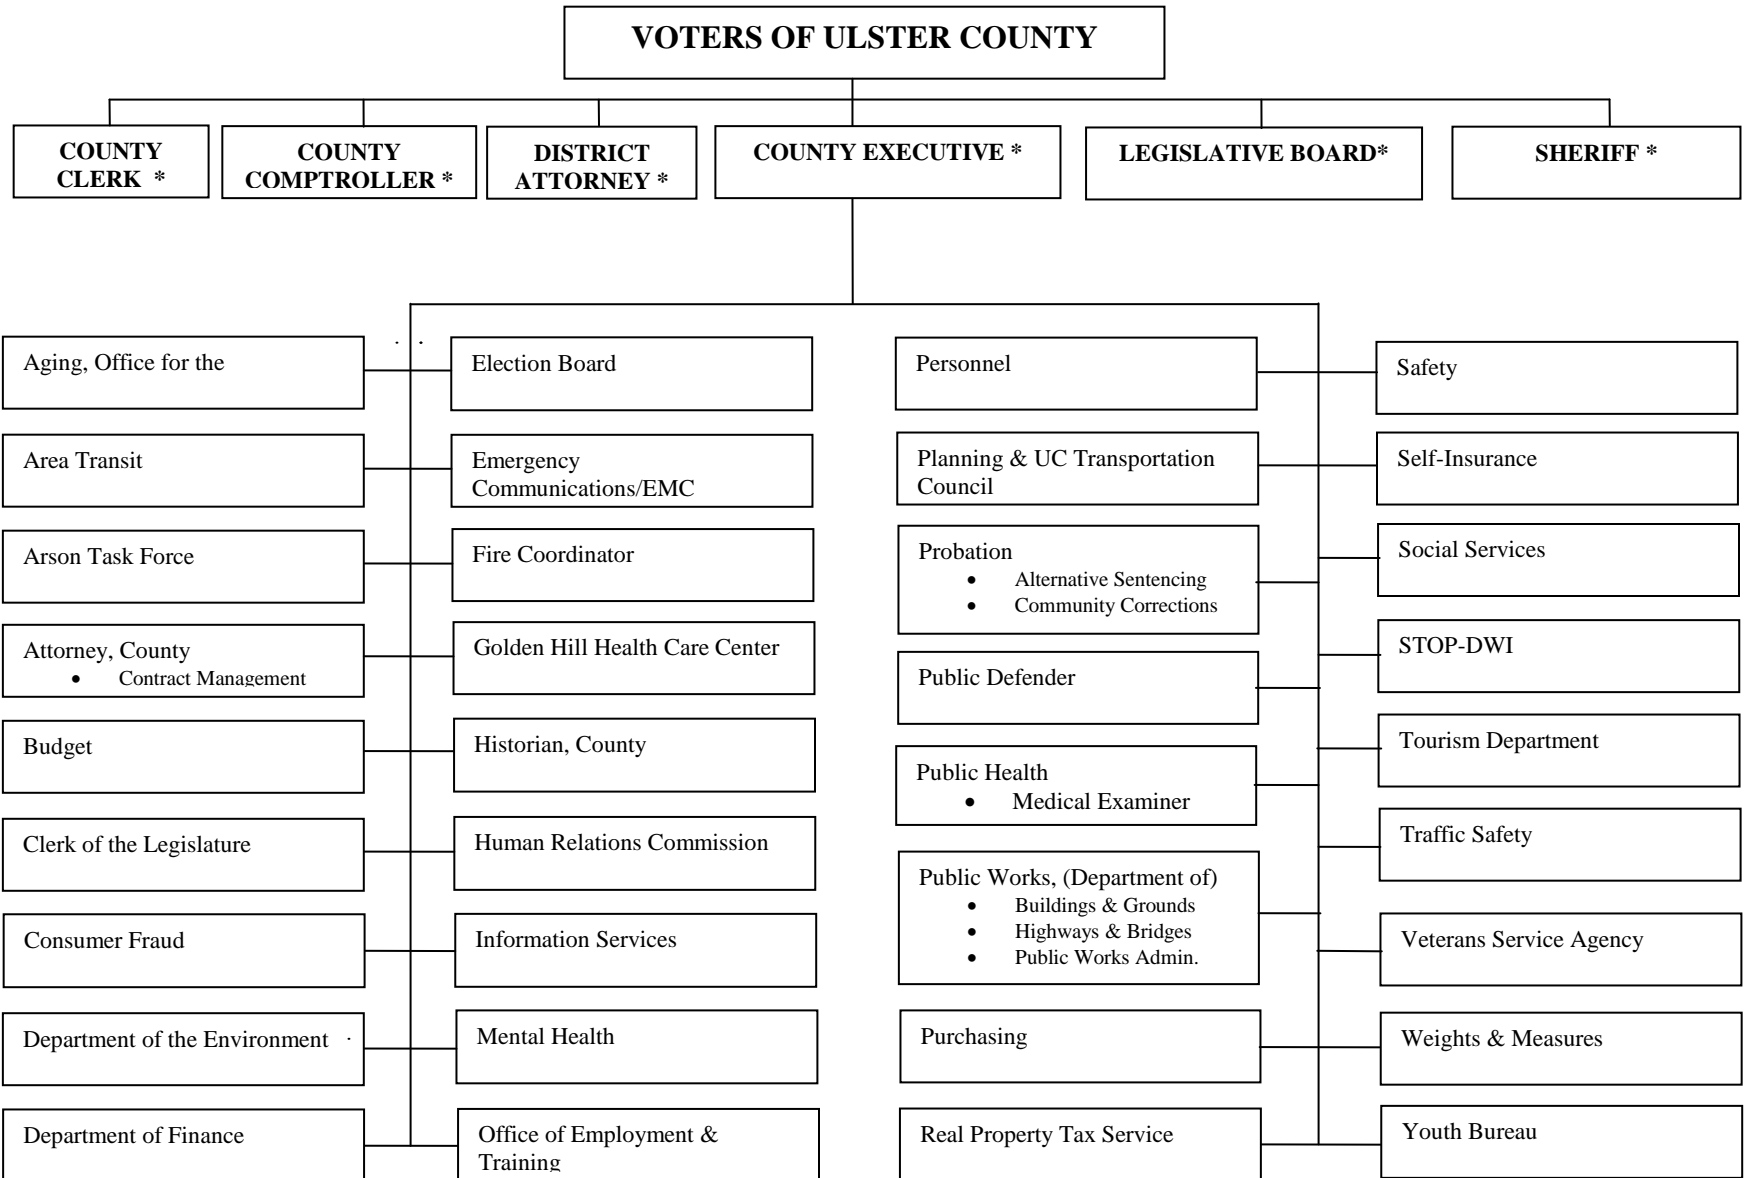 VOTERS OF ULSTER COUNTY
COUNTY
CLERK *
COUNTY
COMPTROLLER *
DISTRICT
ATTORNEY *
COUNTY EXECUTIVE *
LEGISLATIVE BOARD*
SHERIFF *
Aging, Office for the
Area Transit
Arson Task Force
Attorney, County
• Contract Management
Budget
Clerk of the Legislature
Consumer Fraud
Department of the Environment
Department of Finance
Election Board
Emergency
Communications/EMC
Fire Coordinator
Golden Hill Health Care Center
Historian, County
Human Relations Commission
Information Services
Mental Health
Office of Employment &
Training
Personnel
Planning & UC Transportation
Council
Probation
• Alternative Sentencing
• Community Corrections
Public Defender
Public Health
• Medical Examiner
Public Works, (Department of)
• Buildings & Grounds
• Highways & Bridges
• Public Works Admin.
Purchasing
Real Property Tax Service
Safety
Self-Insurance
Social Services
STOP-DWI
Tourism Department
Traffic Safety
Veterans Service Agency
Weights & Measures
Youth Bureau